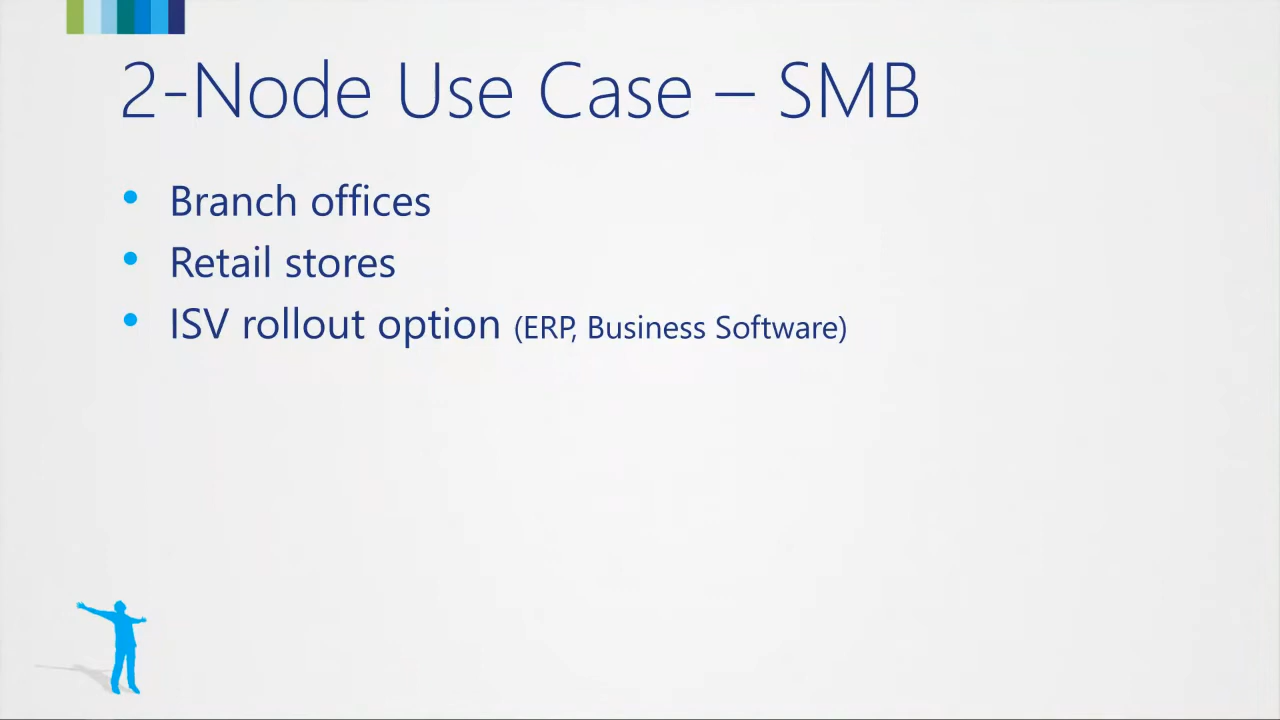 2-Node Use Case – SMB
• Branch offices
• Retail stores
• ISV rollout option (ERP, Business Software)